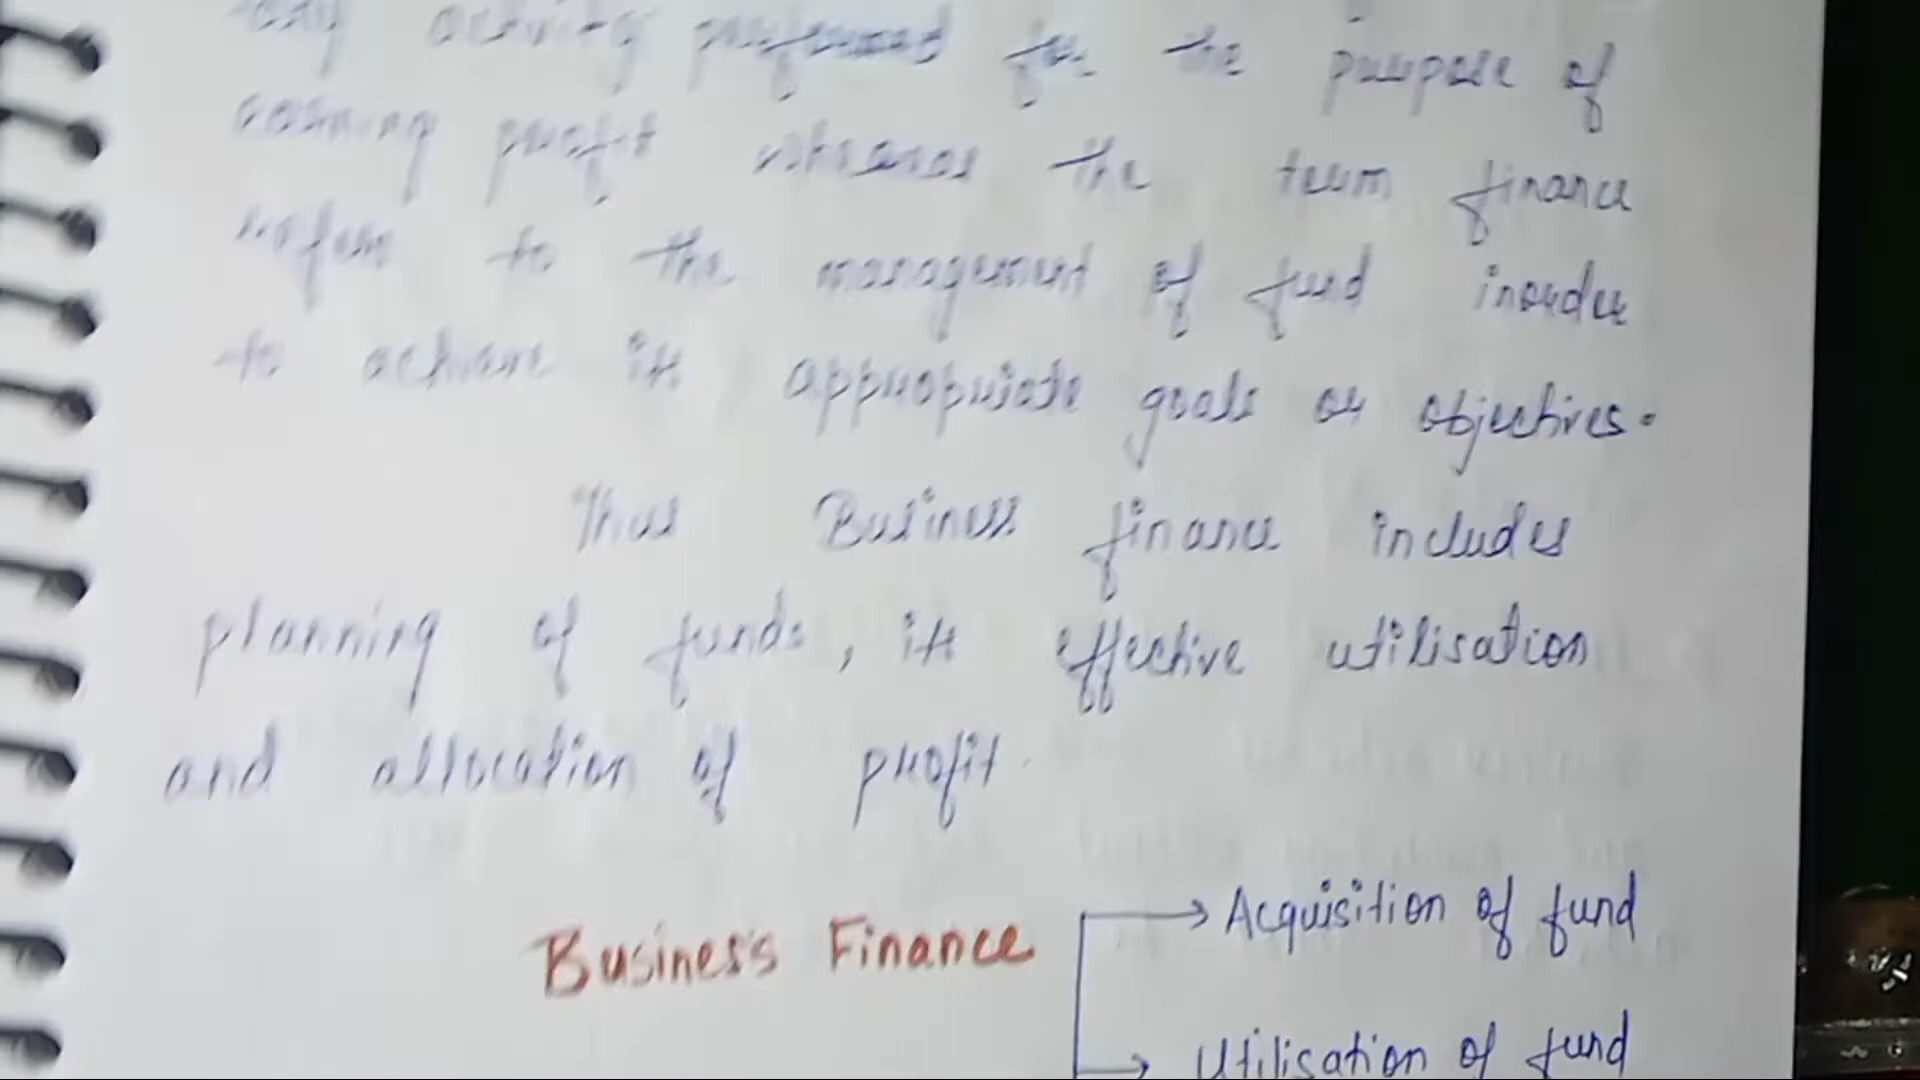 any activity performed for the purpose of
earning profit whereas the term finance
refers to the management of fund inorder
to achieve its appropriate goals or objectives.
Thus Business finance includes
planning of funds, its effective utilisation
and allocation of profit.
Business Finance → Acquisition of fund
→ Utilisation of fund